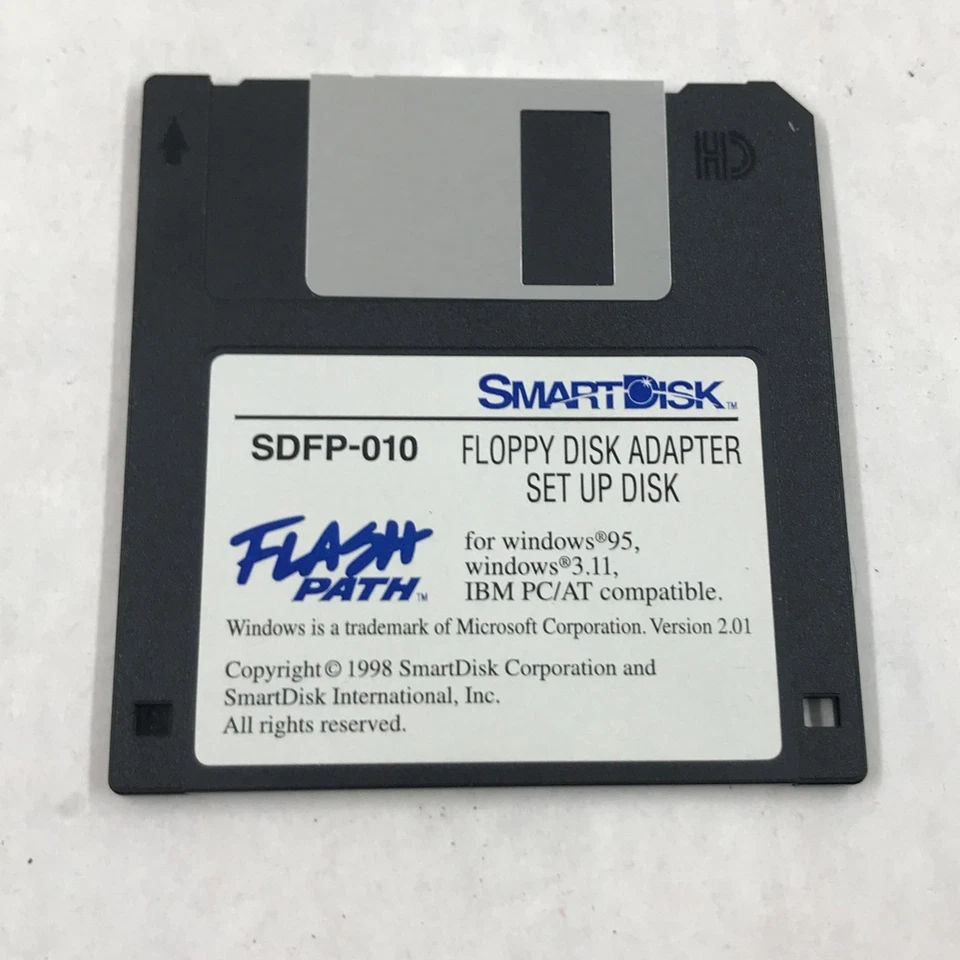 HD
SMARTDISK™
SDFP-010
FLOPPY DISK ADAPTER
SET UP DISK
FLASH
PATH™
for windows®95,
windows®3.11,
IBM PC/AT compatible.
Windows is a trademark of Microsoft Corporation. Version 2.01
Copyright © 1998 SmartDisk Corporation and
SmartDisk International, Inc.
All rights reserved.